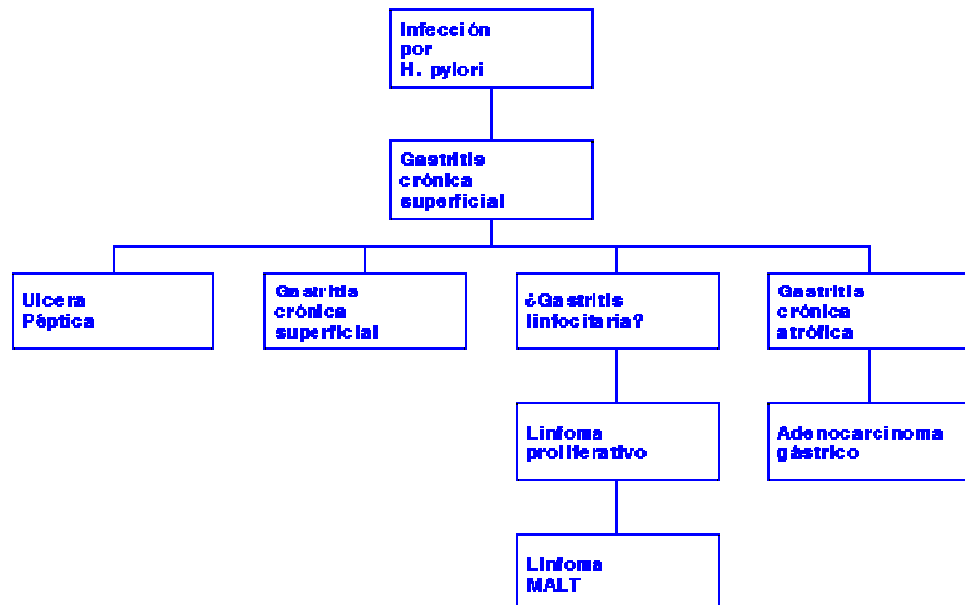 Infección
por
H. pylori
Gastritis
crónica
superficial
Ulcera
Péptica
Gastritis
crónica
superficial
¿Gastritis
linfocitaria?
Gastritis
crónica
atrófica
Linfoma
proliferativo
Adenocarcinoma
gástrico
Linfoma
MALT